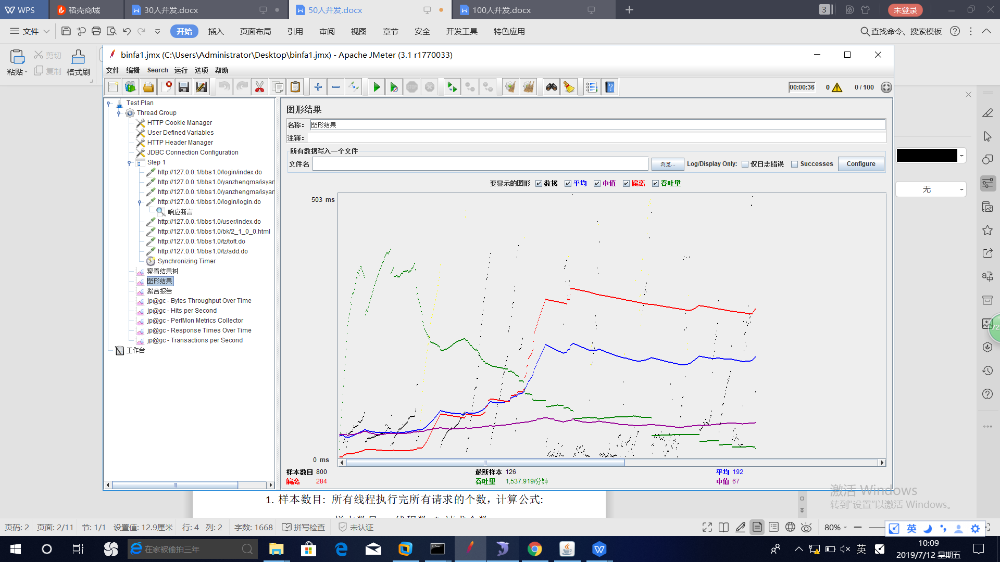 WPS 稻壳商城 30人并发.docx 50人并发.docx 100人并发.docx 3 未登录
文件 开始 插入 页面布局 引用 审阅 视图 章节 安全 开发工具 特色应用 查找命令、搜索模板
粘贴 剪切 复制 格式刷
binfa1.jmx (C:\Users\Administrator\Desktop\binfa1.jmx) - Apache JMeter (3.1 r1770033)
文件 编辑 Search 运行 选项 帮助
00:00:36 0 0 / 100
Test Plan
Thread Group
HTTP Cookie Manager
User Defined Variables
HTTP Header Manager
JDBC Connection Configuration
Step 1
http://127.0.0.1/bbs1.0/login/index.do
http://127.0.0.1/bbs1.0/yanzhengma/isyan
http://127.0.0.1/bbs1.0/yanzhengma/isyan
http://127.0.0.1/bbs1.0/login/login.do
响应断言
http://127.0.0.1/bbs1.0/user/index.do
http://127.0.0.1/bbs1.0/bk/2_1_0_0.html
http://127.0.0.1/bbs1.0/tz/toft.do
http://127.0.0.1/bbs1.0/tz/add.do
Synchronizing Timer
察看结果树
图形结果
聚合报告
jp@gc - Bytes Throughput Over Time
jp@gc - Hits per Second
jp@gc - PerfMon Metrics Collector
jp@gc - Response Times Over Time
jp@gc - Transactions per Second
工作台
图形结果
名称: 图形结果
注释:
所有数据写入一个文件
文件名 浏览... Log/Display Only: 仅日志错误 Successes Configure
要显示的图形 数据 平均 中值 偏离 吞吐量
503 ms
0 ms
样本数目 800 最新样本 126 平均 192
偏离 284 吞吐量 1,537.919/分钟 中值 67
无
72
激活 Windows
转到"设置"以激活 Windows。
1. 样本数目: 所有线程执行完所有请求的个数, 计算公式:
页码: 2 页面: 2/11 节: 1/1 设置值: 12.9厘米 行: 4 列: 2 字数: 1668 拼写检查 未认证 80% 英
在家被偷拍三年
英
10:09
2019/7/12 星期五